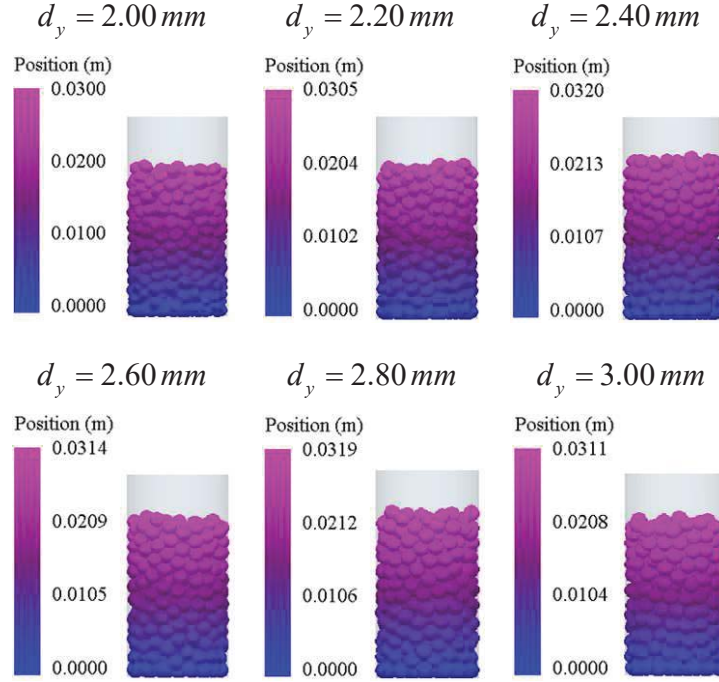 d_y = 2.00 mm
d_y = 2.20 mm
d_y = 2.40 mm
Position (m)
0.0300
0.0200
0.0100
0.0000
Position (m)
0.0305
0.0204
0.0102
0.0000
Position (m)
0.0320
0.0213
0.0107
0.0000
d_y = 2.60 mm
d_y = 2.80 mm
d_y = 3.00 mm
Position (m)
0.0314
0.0209
0.0105
0.0000
Position (m)
0.0319
0.0212
0.0106
0.0000
Position (m)
0.0311
0.0208
0.0104
0.0000